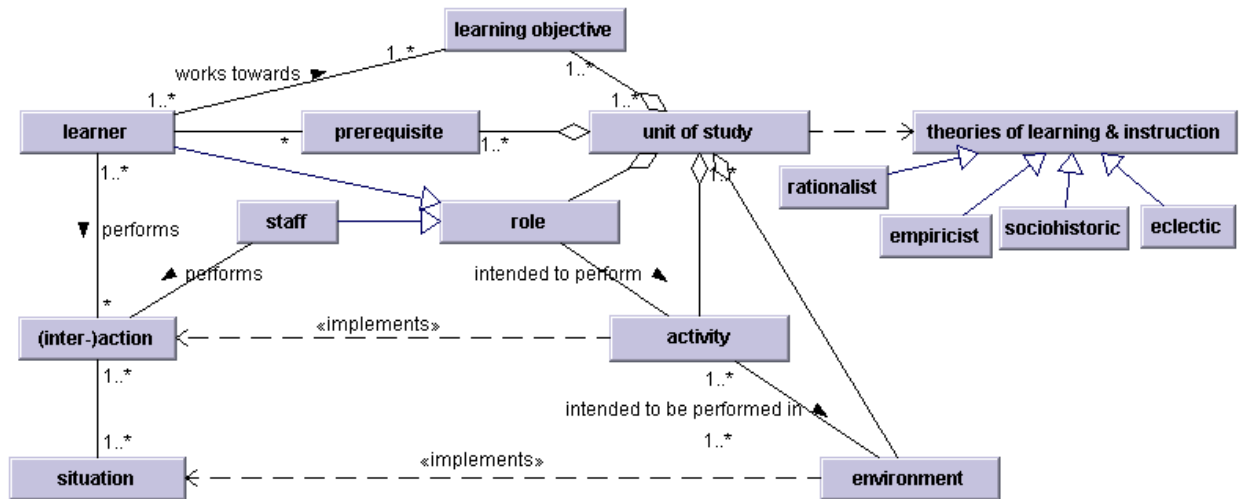 learning objective
1..*
works towards
1..*
1..*
1..*
learner
*
prerequisite
1..*
unit of study
theories of learning & instruction
1..*
1..*
rationalist
staff
role
empiricist
sociohistoric
eclectic
performs
performs
intended to perform
*
«implements»
(inter-)action
activity
1..*
1..*
intended to be performed in
1..*
1..*
«implements»
situation
environment